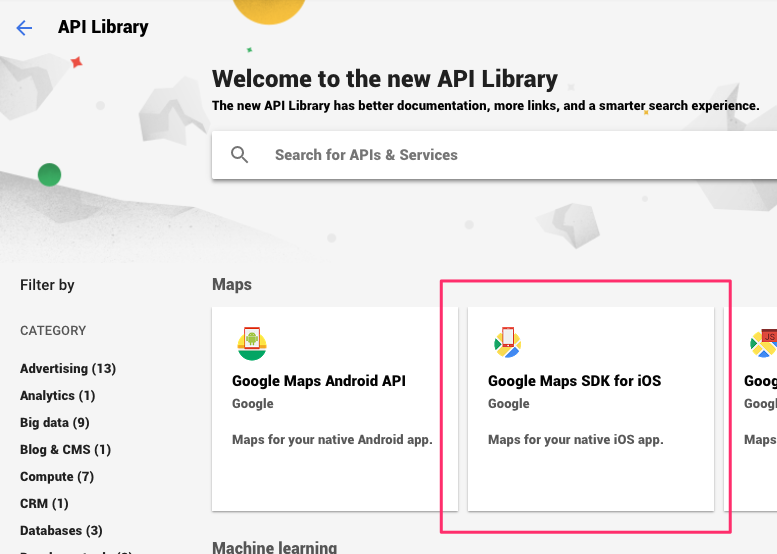 API Library
Welcome to the new API Library
The new API Library has better documentation, more links, and a smarter search experience.
Search for APIs & Services
Filter by
CATEGORY
Advertising (13)
Analytics (1)
Big data (9)
Blog & CMS (1)
Compute (7)
CRM (1)
Databases (3)
Maps
Google Maps Android API
Google
Maps for your native Android app.
Google Maps SDK for iOS
Google
Maps for your native iOS app.
JS
Maps
Machine learning